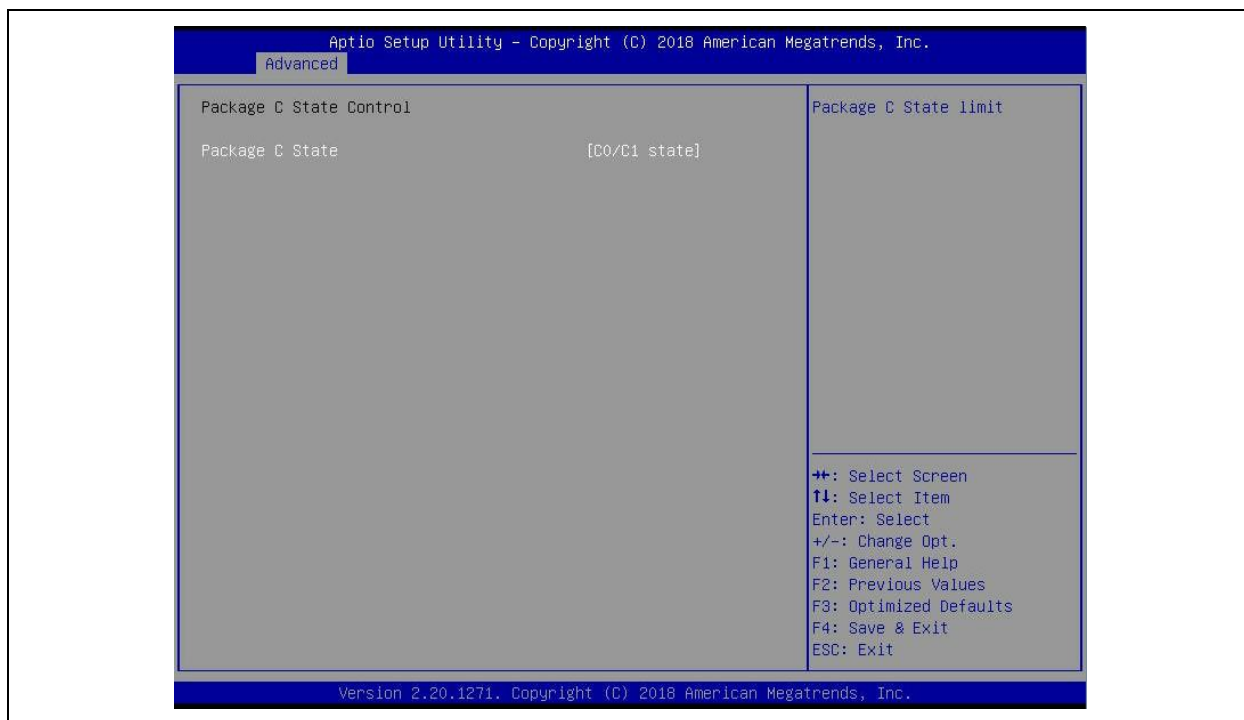 Aptio Setup Utility – Copyright (C) 2018 American Megatrends, Inc.
Advanced
Package C State Control
Package C State [C0/C1 state]
Package C State limit
→←: Select Screen
↑↓: Select Item
Enter: Select
+/-: Change Opt.
F1: General Help
F2: Previous Values
F3: Optimized Defaults
F4: Save & Exit
ESC: Exit
Version 2.20.1271. Copyright (C) 2018 American Megatrends, Inc.